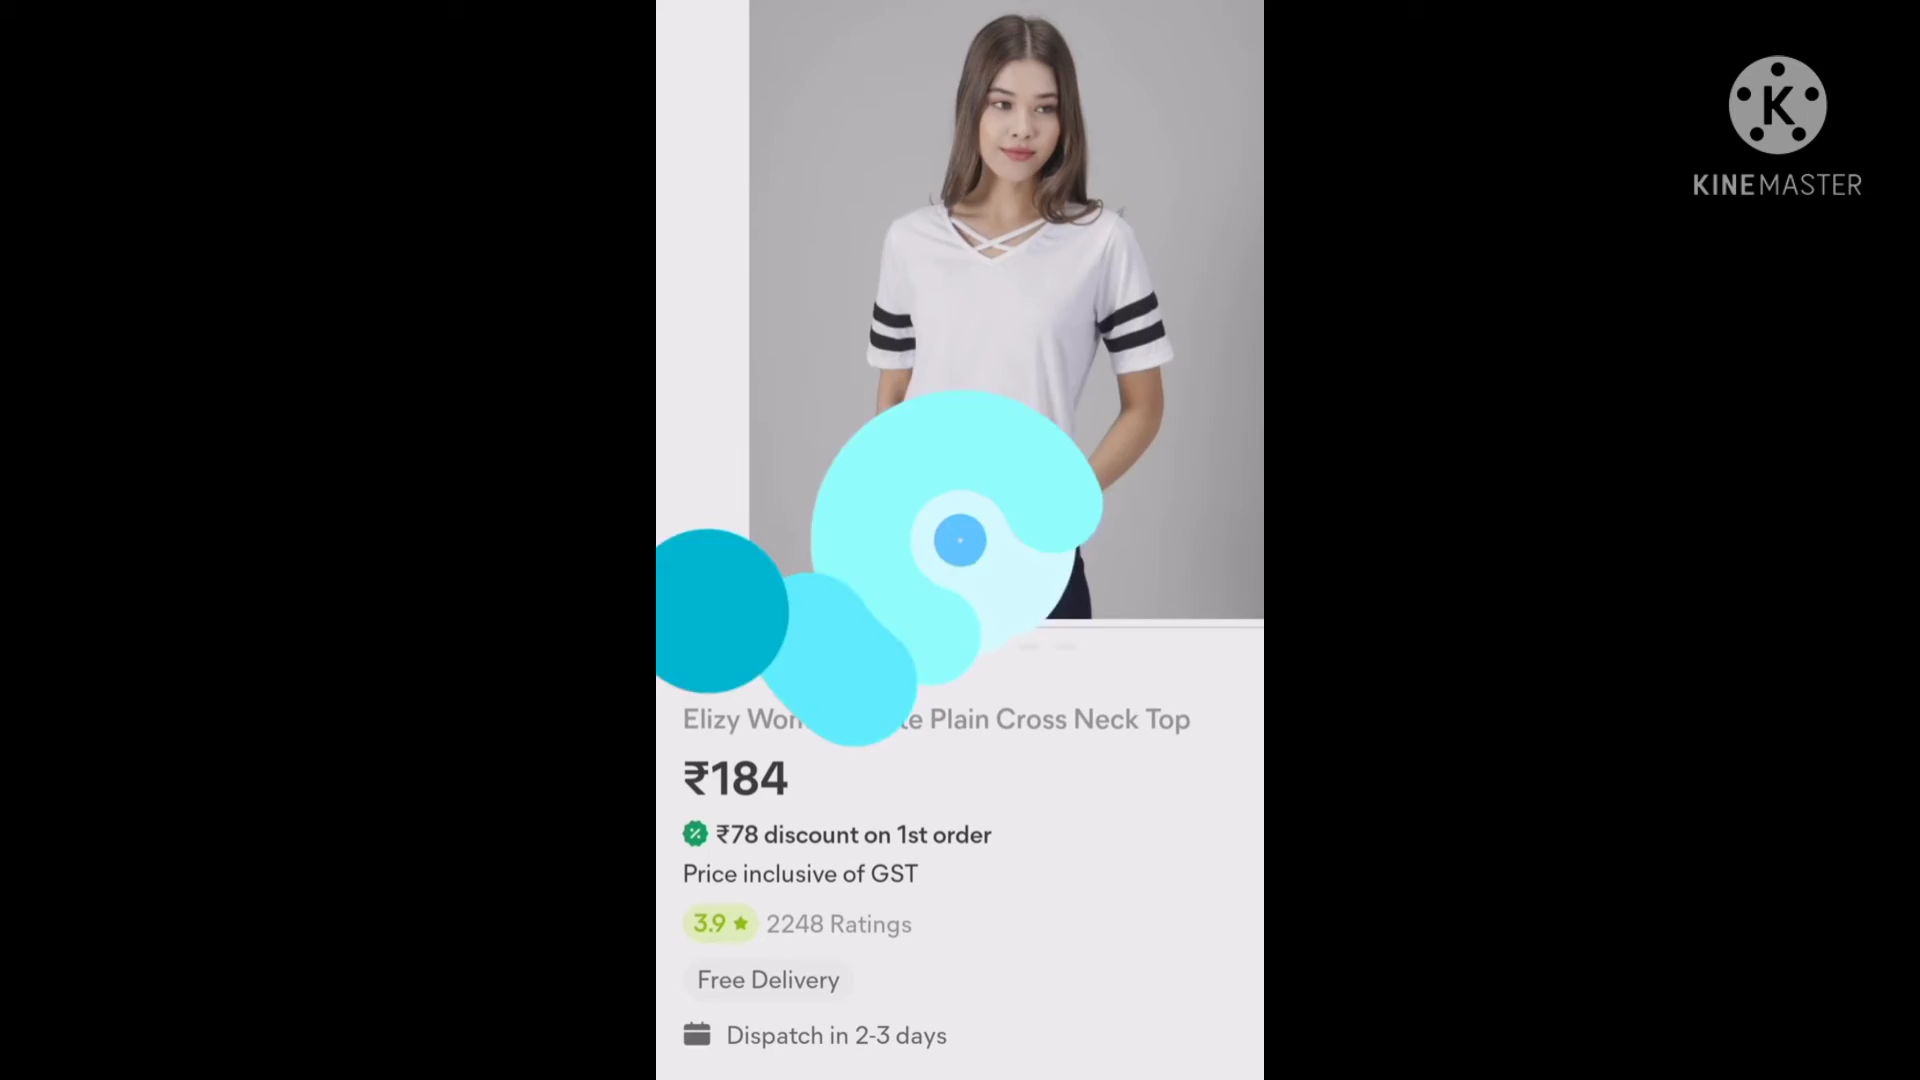 K
KINEMASTER
Elizy Plain Cross Neck Top
₹184
₹78 discount on 1st order
Price inclusive of GST
3.9 ★ 2248 Ratings
Free Delivery
Dispatch in 2-3 days